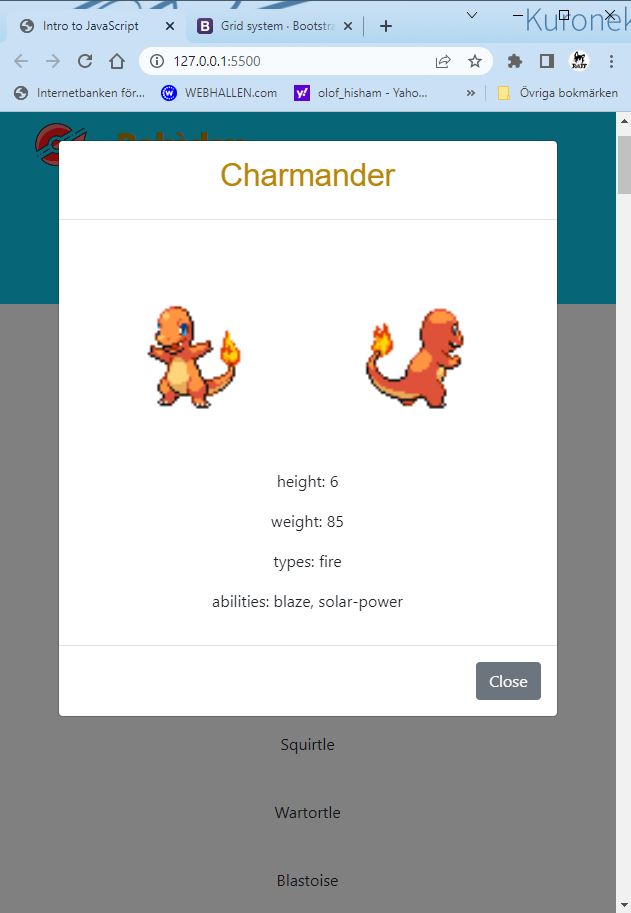 Kuronek
Intro to JavaScript
Grid system · Bootstra
127.0.0.1:5500
Internetbanken för...
WEBHALLEN.com
olof_hisham - Yaho...
»
Övriga bokmärken
Charmander
height: 6
weight: 85
types: fire
abilities: blaze, solar-power
Close
Squirtle
Wartortle
Blastoise